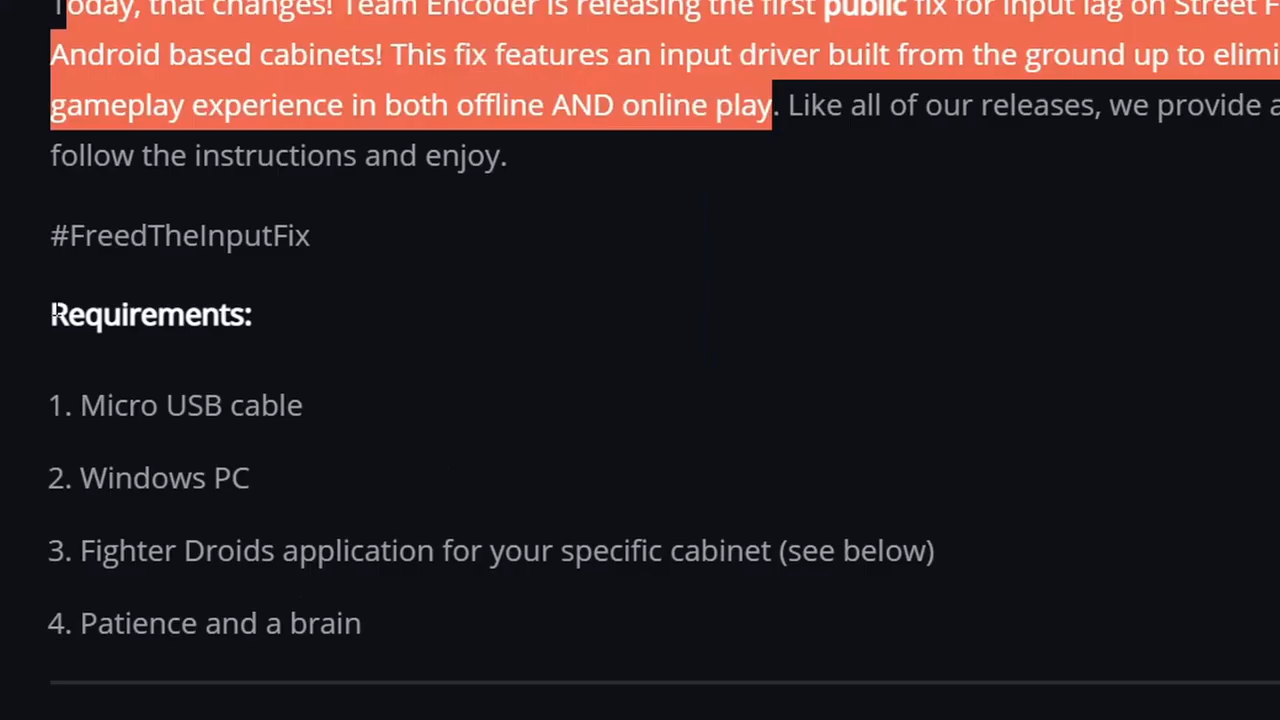 Today, that changes! Team Encoder is releasing the first public fix for input lag on Street F
Android based cabinets! This fix features an input driver built from the ground up to elimi
gameplay experience in both offline AND online play. Like all of our releases, we provide a
follow the instructions and enjoy.
#FreedTheInputFix
Requirements:
1. Micro USB cable
2. Windows PC
3. Fighter Droids application for your specific cabinet (see below)
4. Patience and a brain